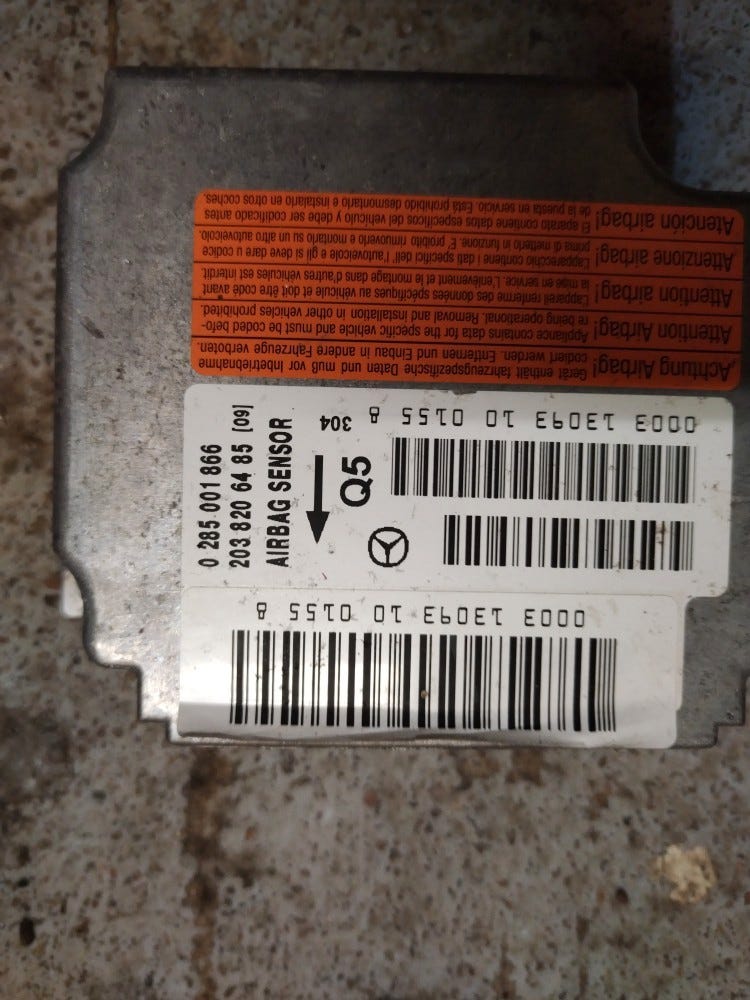 Achtung Airbag! Gerät enthält fahrzeugspezifische Daten und muß vor Inbetriebnahme
codiert werden. Entfernen und Einbau in andere Fahrzeuge verboten.
Attention Airbag! Appliance contains data for the specific vehicle and must be coded befo-
re being operational. Removal and installation in other vehicles prohibited.
Attention airbag! L'appareil renferme des données spécifiques au véhicule et doit être codé avant
la mise en service. L'enlèvement et le montage dans d'autres véhicules est interdit.
Attenzione airbag! L'apparecchio contiene i dati specifici dell'autoveicolo e gli si deve dare un codice
prima di metterlo in funzione. E' proibito rimuoverlo o montarlo su un altro autoveicolo.
Atención airbag! El aparato contiene datos específicos del vehículo y debe ser codificado antes
de la puesta en servicio. Está prohibido desmontarlo e instalarlo en otros coches.
0 285 001 866
203 820 64 85 [09]
AIRBAG SENSOR
304
Q5
0003 13093 10 0155 B
0003 13093 10 0155 B